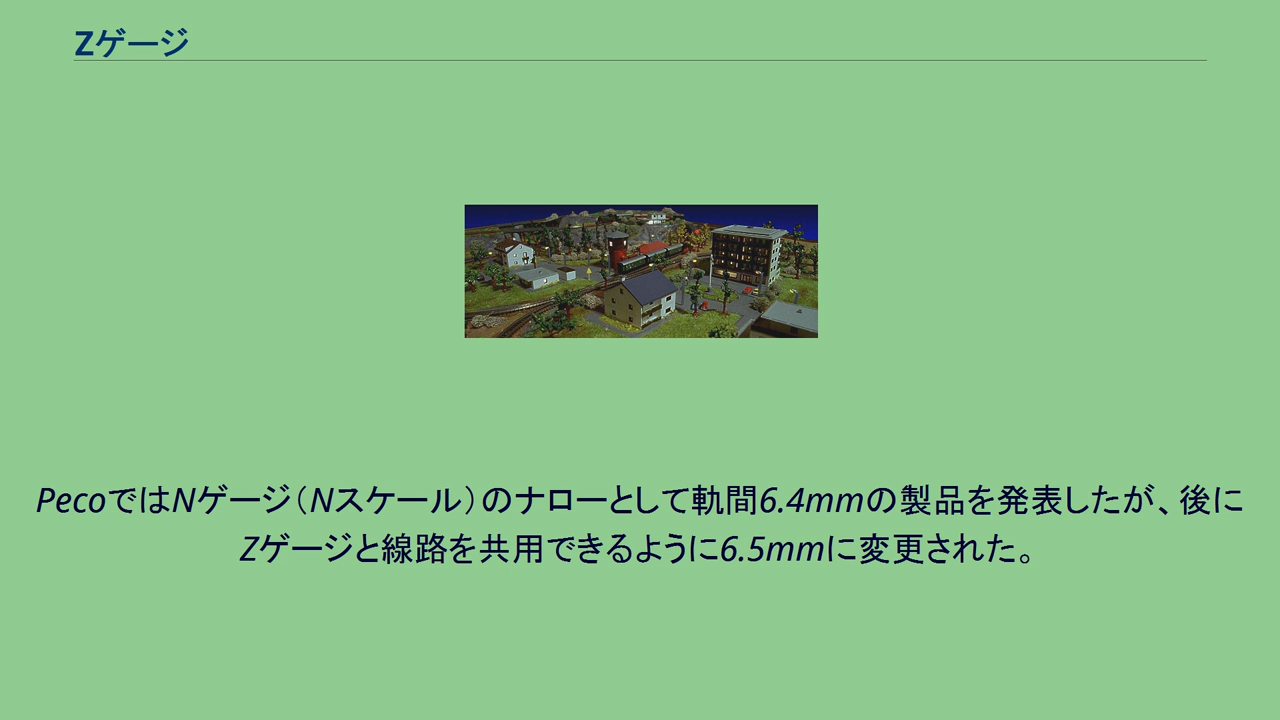 Zゲージ
PecoではNゲージ（Nスケール）のナローとして軌間6.4mmの製品を発表したが、後に
Zゲージと線路を共用できるように6.5mmに変更された。